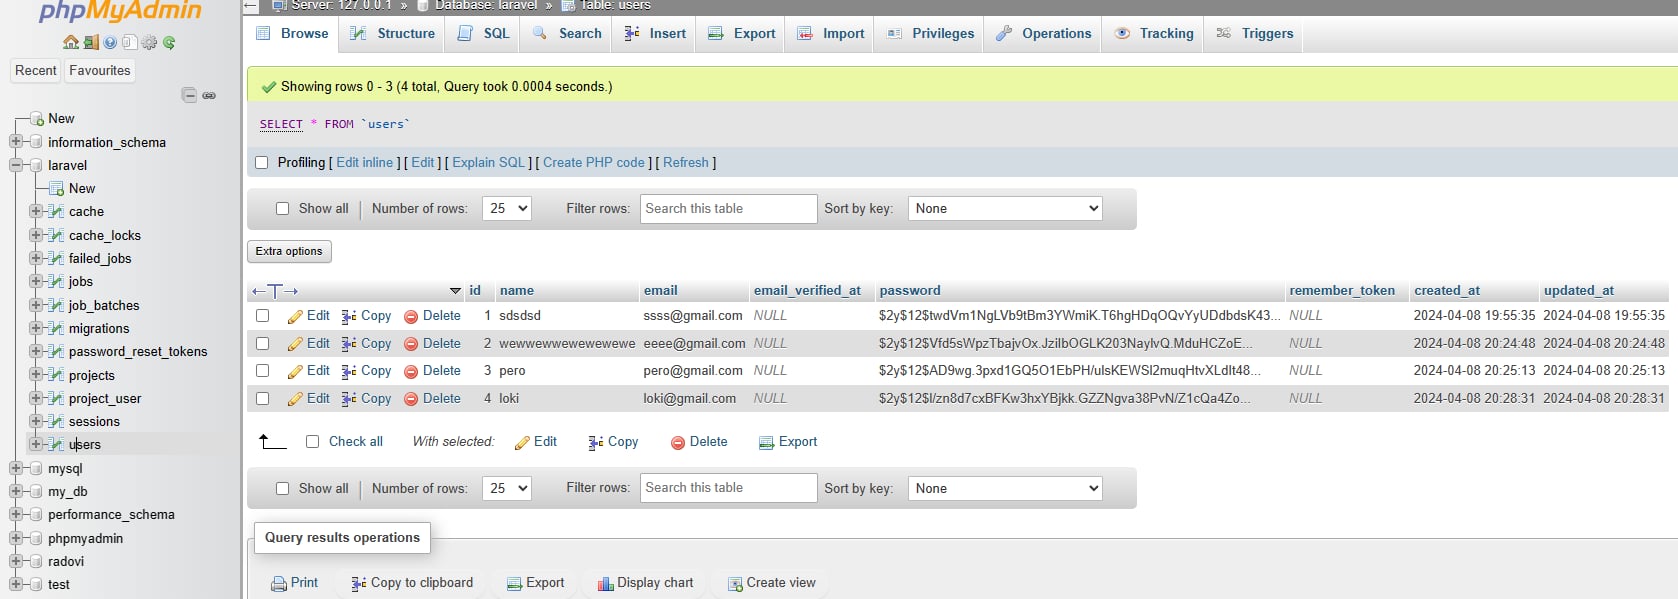 phpMyAdmin
Recent Favourites
New
information_schema
laravel
New
cache
cache_locks
failed_jobs
jobs
job_batches
migrations
password_reset_tokens
projects
project_user
sessions
users
mysql
my_db
performance_schema
phpmyadmin
radovi
test
Server: 127.0.0.1 » Database: laravel » Table: users
Browse Structure SQL Search Insert Export Import Privileges Operations Tracking Triggers
Showing rows 0 - 3 (4 total, Query took 0.0004 seconds.)
SELECT * FROM `users`
Profiling [ Edit inline ] [ Edit ] [ Explain SQL ] [ Create PHP code ] [ Refresh ]
Show all | Number of rows: 25 Filter rows: Search this table Sort by key: None
Extra options
id name email email_verified_at password remember_token created_at updated_at
Edit Copy Delete 1 sdsdsd ssss@gmail.com NULL $2y$12$twdVm1NgLVb9tBm3YWmiK.T6hgHDqOQvYyUDdbdsK43... NULL 2024-04-08 19:55:35 2024-04-08 19:55:35
Edit Copy Delete 2 wewwewwewewewewe eeee@gmail.com NULL $2y$12$Vfd5sWpzTbajvOx.JzilbOGLK203NaylvQ.MduHCZoE... NULL 2024-04-08 20:24:48 2024-04-08 20:24:48
Edit Copy Delete 3 pero pero@gmail.com NULL $2y$12$AD9wg.3pxd1GQ5O1EbPH/ulsKEWSl2muqHtvXLdlt48... NULL 2024-04-08 20:25:13 2024-04-08 20:25:13
Edit Copy Delete 4 loki loki@gmail.com NULL $2y$12$l/zn8d7cxBFKw3hxYBjkk.GZZNgva38PvN/Z1cQa4Zo... NULL 2024-04-08 20:28:31 2024-04-08 20:28:31
Check all With selected: Edit Copy Delete Export
Show all | Number of rows: 25 Filter rows: Search this table Sort by key: None
Query results operations
Print Copy to clipboard Export Display chart Create view